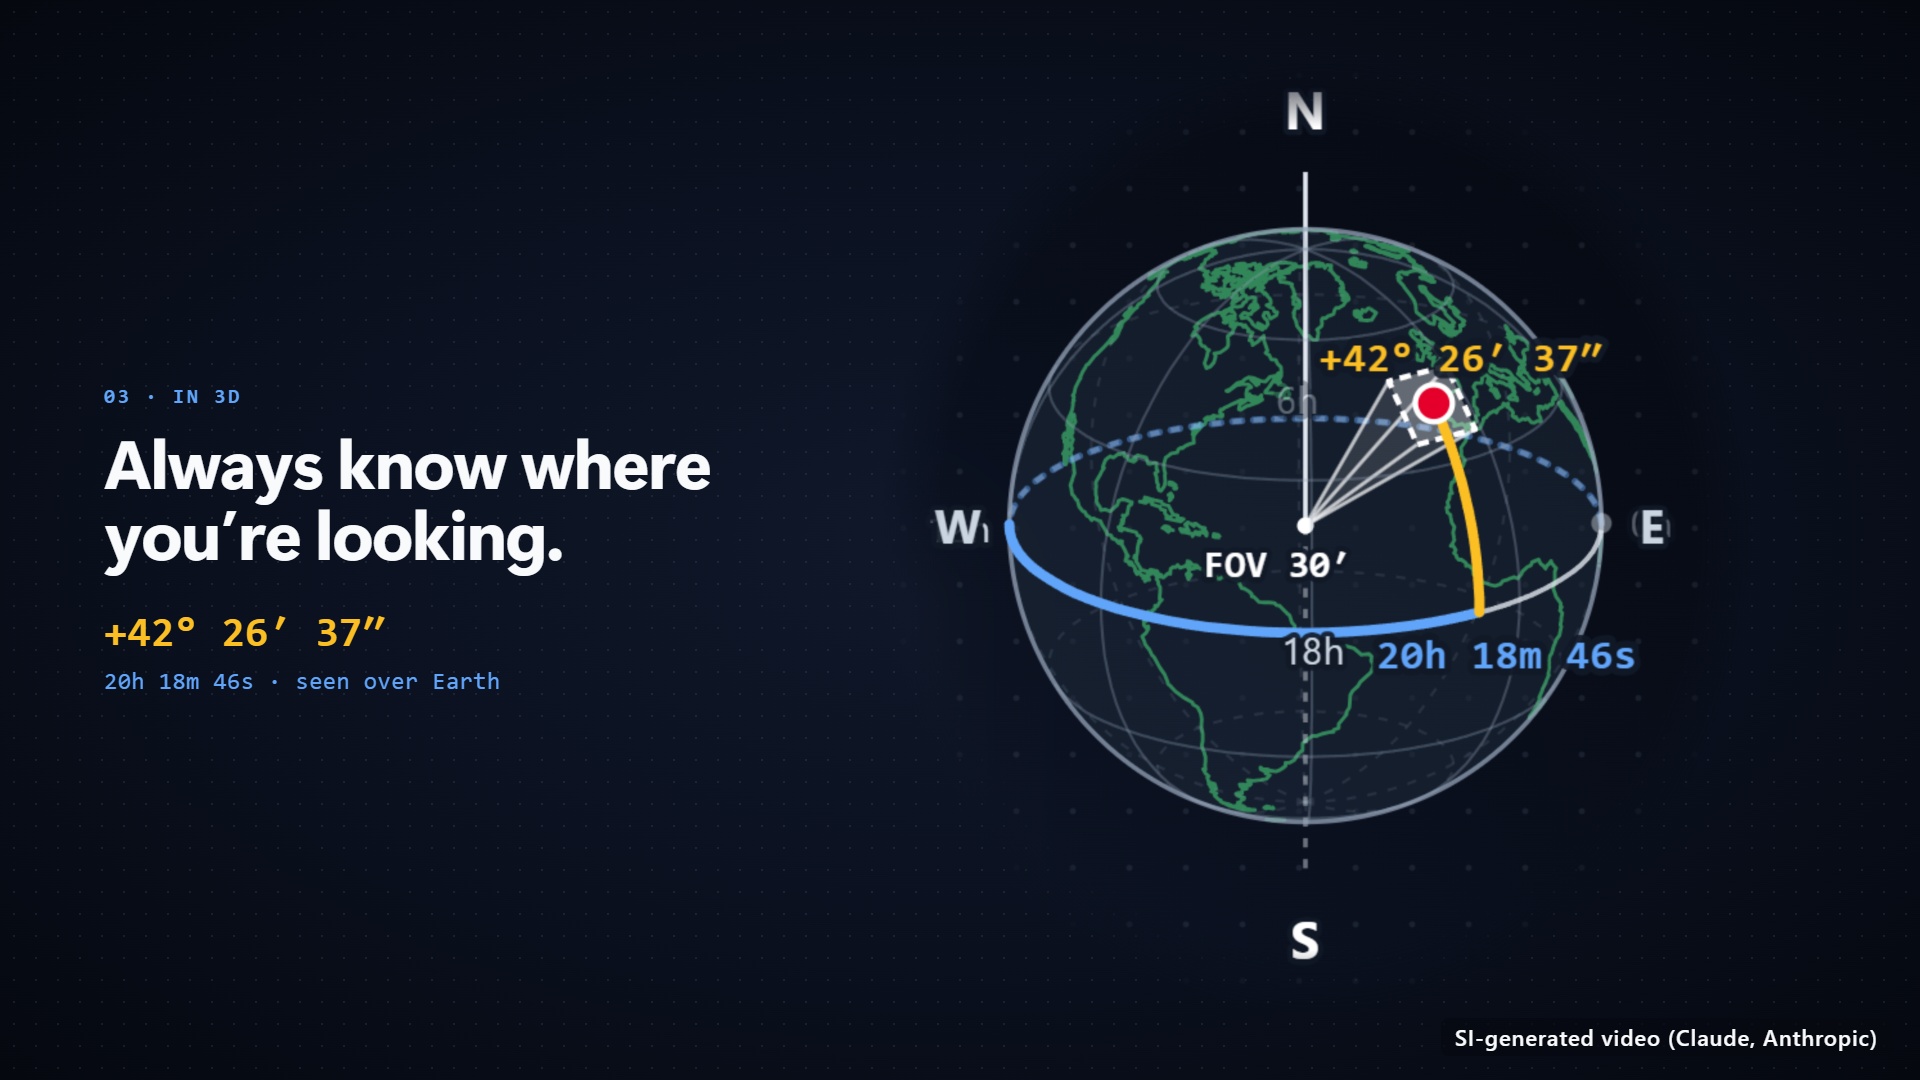 03 · IN 3D
Always know where
you’re looking.
+42° 26′ 37″
20h 18m 46s · seen over Earth
N
+42° 26′ 37″
6h
W
E
FOV 30′
18h
20h 18m 46s
S
SI-generated video (Claude, Anthropic)